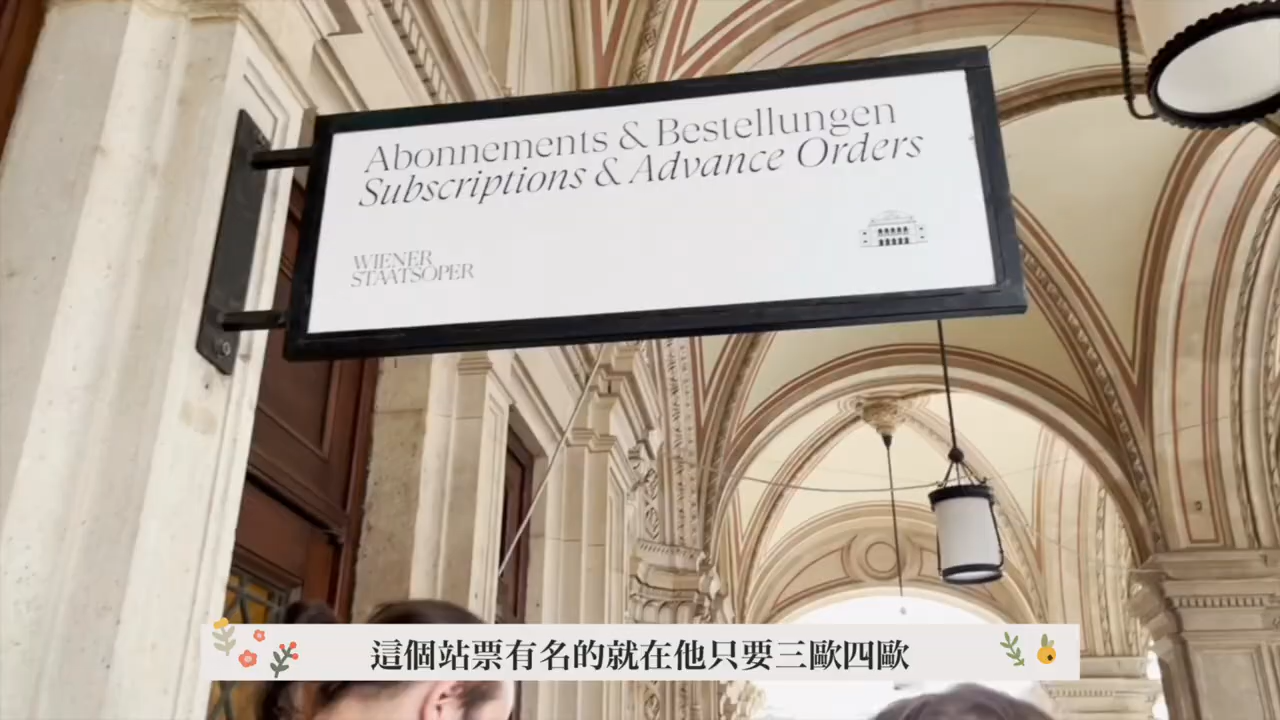 Abonnements & Bestellungen
Subscriptions & Advance Orders
WIENER
STAATSOPER
這個站票有名的就在他只要三歐四歐